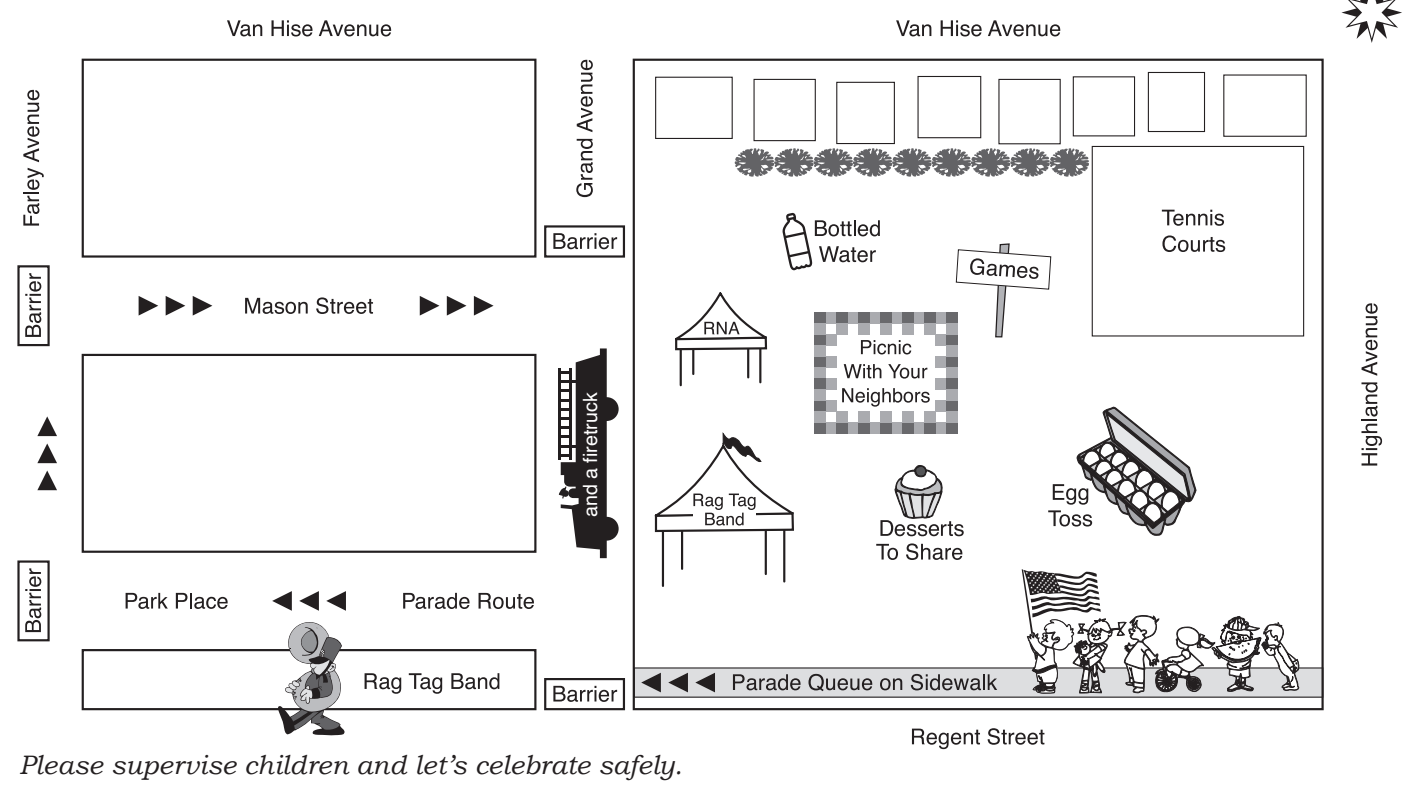 Van Hise Avenue
Van Hise Avenue
Farley Avenue
Grand Avenue
Tennis
Courts
Bottled
Water
Barrier
Games
Barrier
Mason Street
RNA
Picnic
With Your
Neighbors
Highland Avenue
and a firetruck
Rag Tag
Band
Egg
Toss
Desserts
To Share
Barrier
Park Place
Parade Route
Rag Tag Band
Barrier
Parade Queue on Sidewalk
Regent Street
Please supervise children and let's celebrate safely.